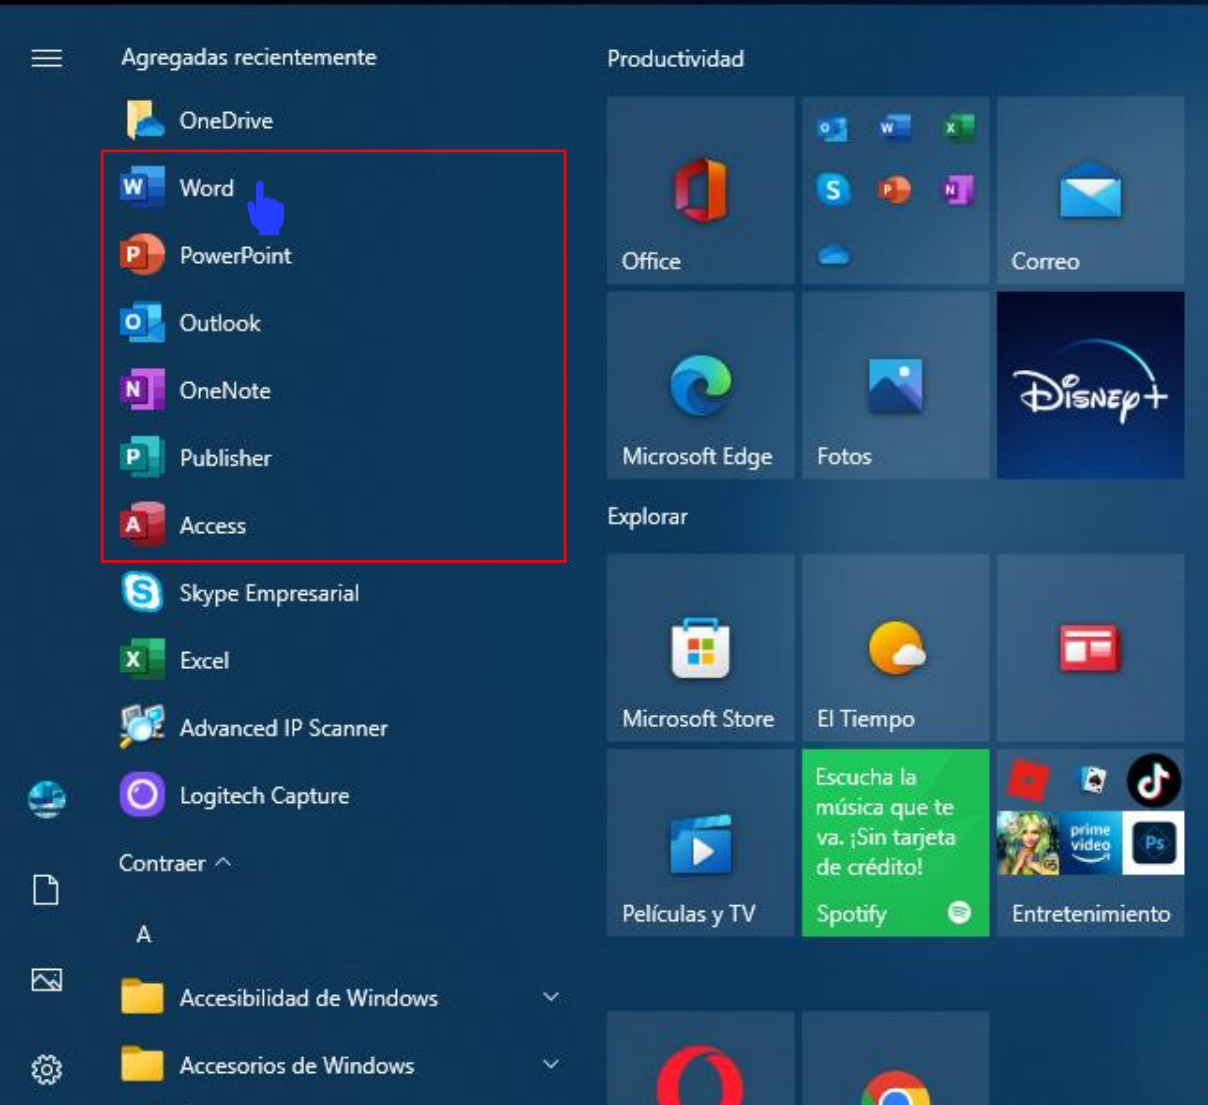 Agregadas recientemente
OneDrive
Word
PowerPoint
Outlook
OneNote
Publisher
Access
Skype Empresarial
Excel
Advanced IP Scanner
Logitech Capture
Contraer
A
Accesibilidad de Windows
Accesorios de Windows
Productividad
Office
Correo
Microsoft Edge
Fotos
Disney+
Explorar
Microsoft Store
El Tiempo
Películas y TV
Escucha la
música que te
va. ¡Sin tarjeta
de crédito!
Spotify
prime
video
Ps
Entretenimiento